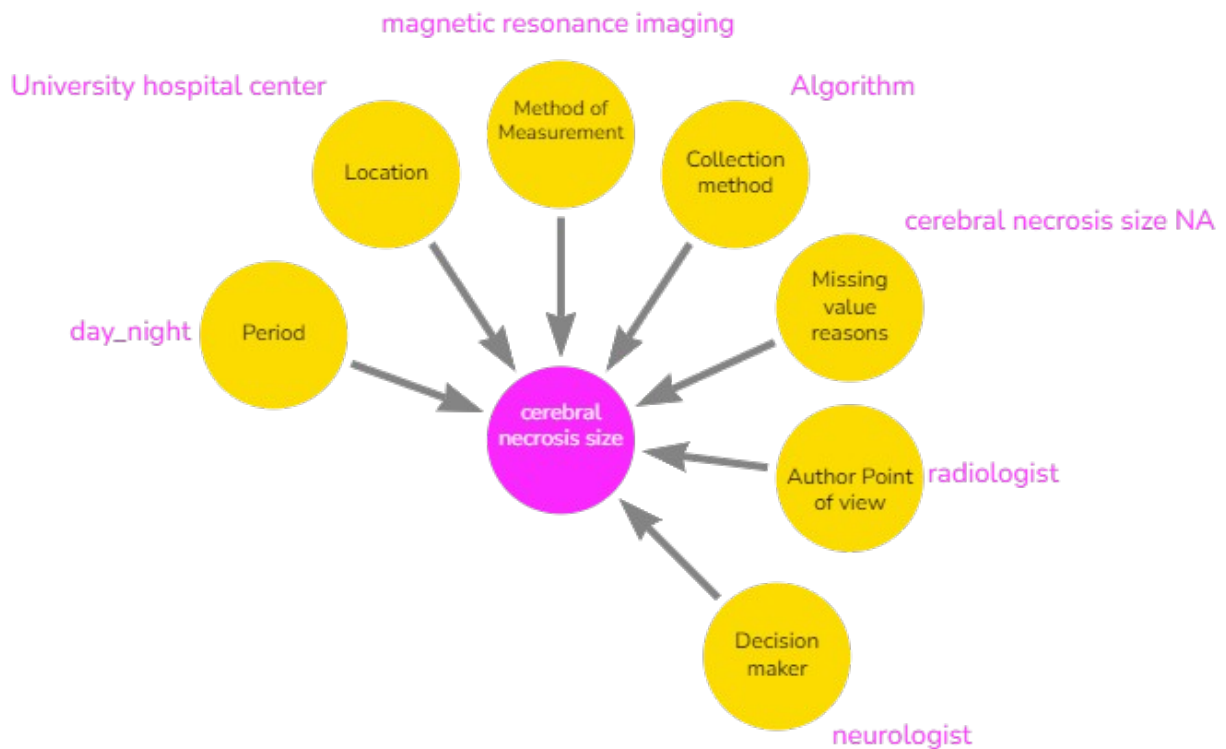 magnetic resonance imaging
University hospital center
Algorithm
Method of
Measurement
Location
Collection
method
cerebral necrosis size NA
Missing
value
reasons
day_night
Period
cerebral
necrosis size
Author Point
of view
radiologist
Decision
maker
neurologist